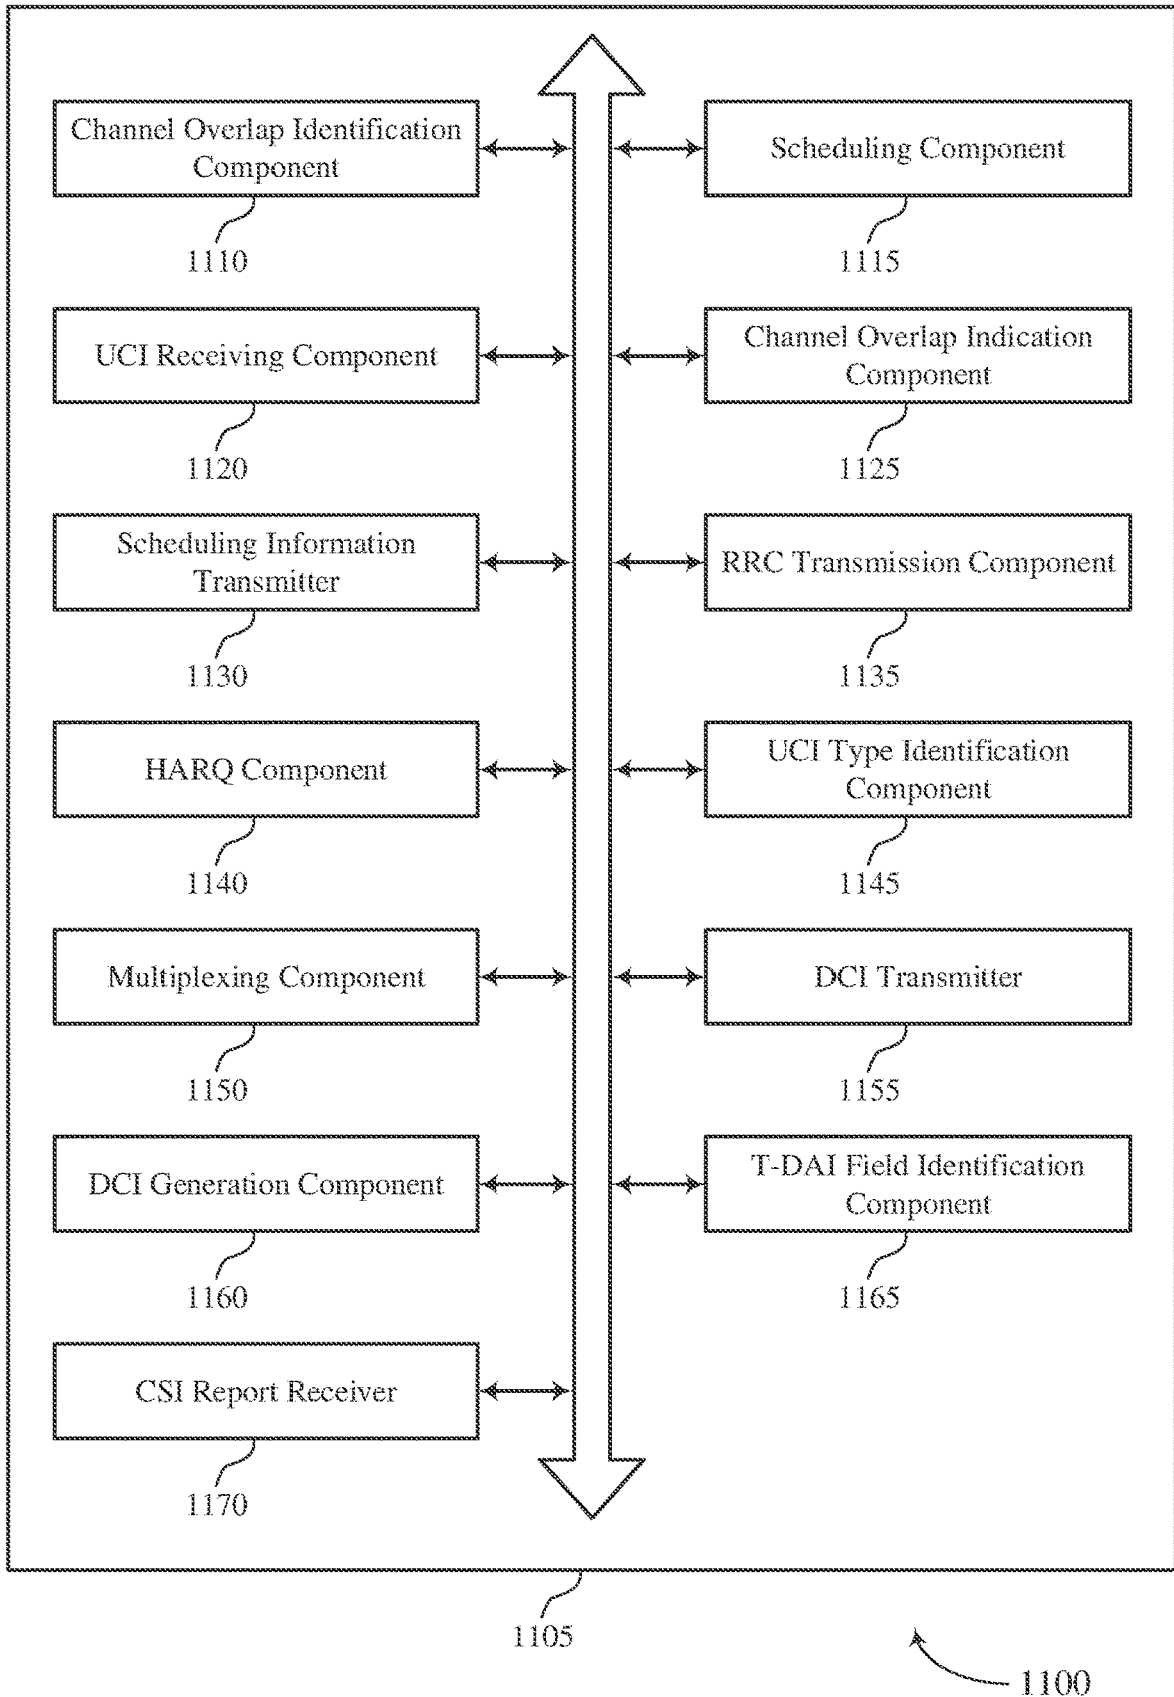 Channel Overlap Identification
Component
1110
Scheduling Component
1115
UCI Receiving Component
1120
Channel Overlap Indication
Component
1125
Scheduling Information
Transmitter
1130
RRC Transmission Component
1135
HARQ Component
1140
UCI Type Identification
Component
1145
Multiplexing Component
1150
DCI Transmitter
1155
DCI Generation Component
1160
T-DAI Field Identification
Component
1165
CSI Report Receiver
1170
1105
1100